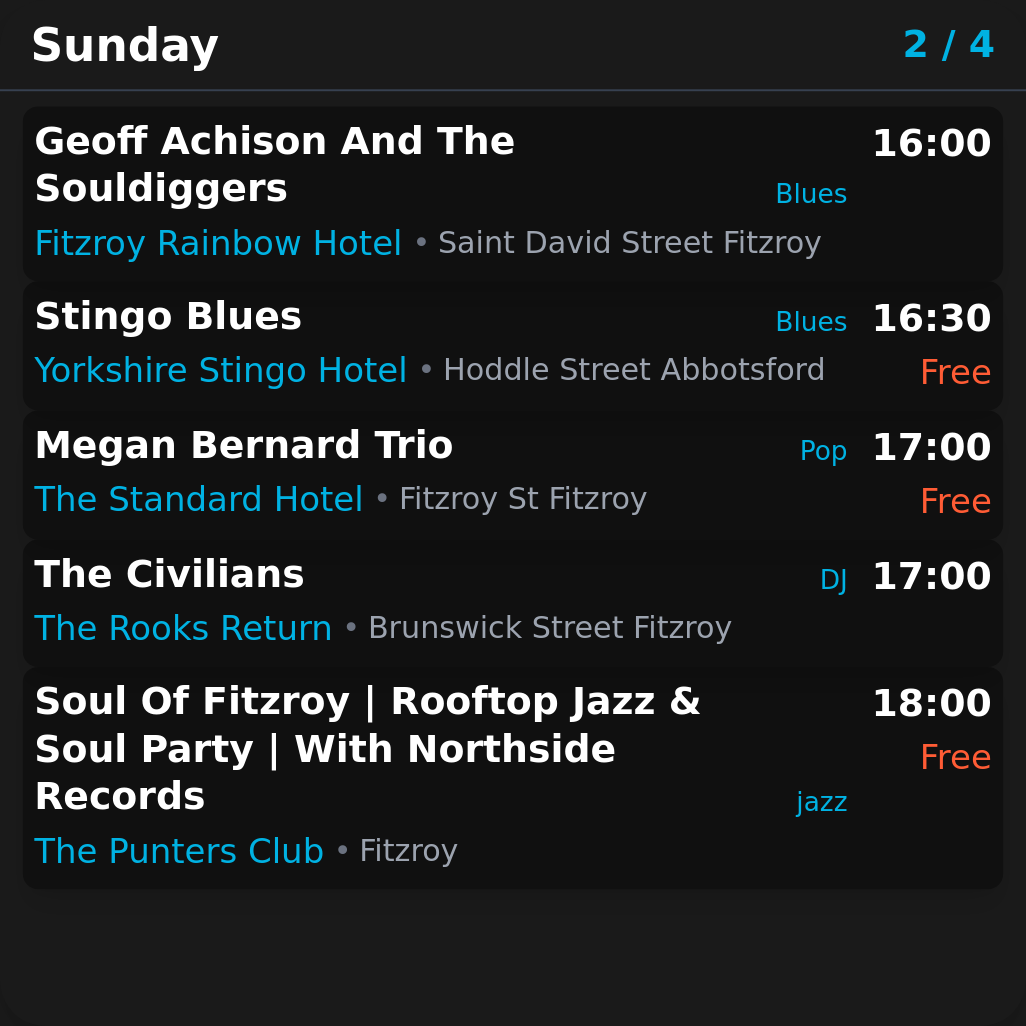 Sunday 2 / 4
Geoff Achison And The 16:00
Souldiggers Blues
Fitzroy Rainbow Hotel • Saint David Street Fitzroy
Stingo Blues Blues 16:30
Yorkshire Stingo Hotel • Hoddle Street Abbotsford Free
Megan Bernard Trio Pop 17:00
The Standard Hotel • Fitzroy St Fitzroy Free
The Civilians DJ 17:00
The Rooks Return • Brunswick Street Fitzroy
Soul Of Fitzroy | Rooftop Jazz & 18:00
Soul Party | With Northside Free
Records jazz
The Punters Club • Fitzroy